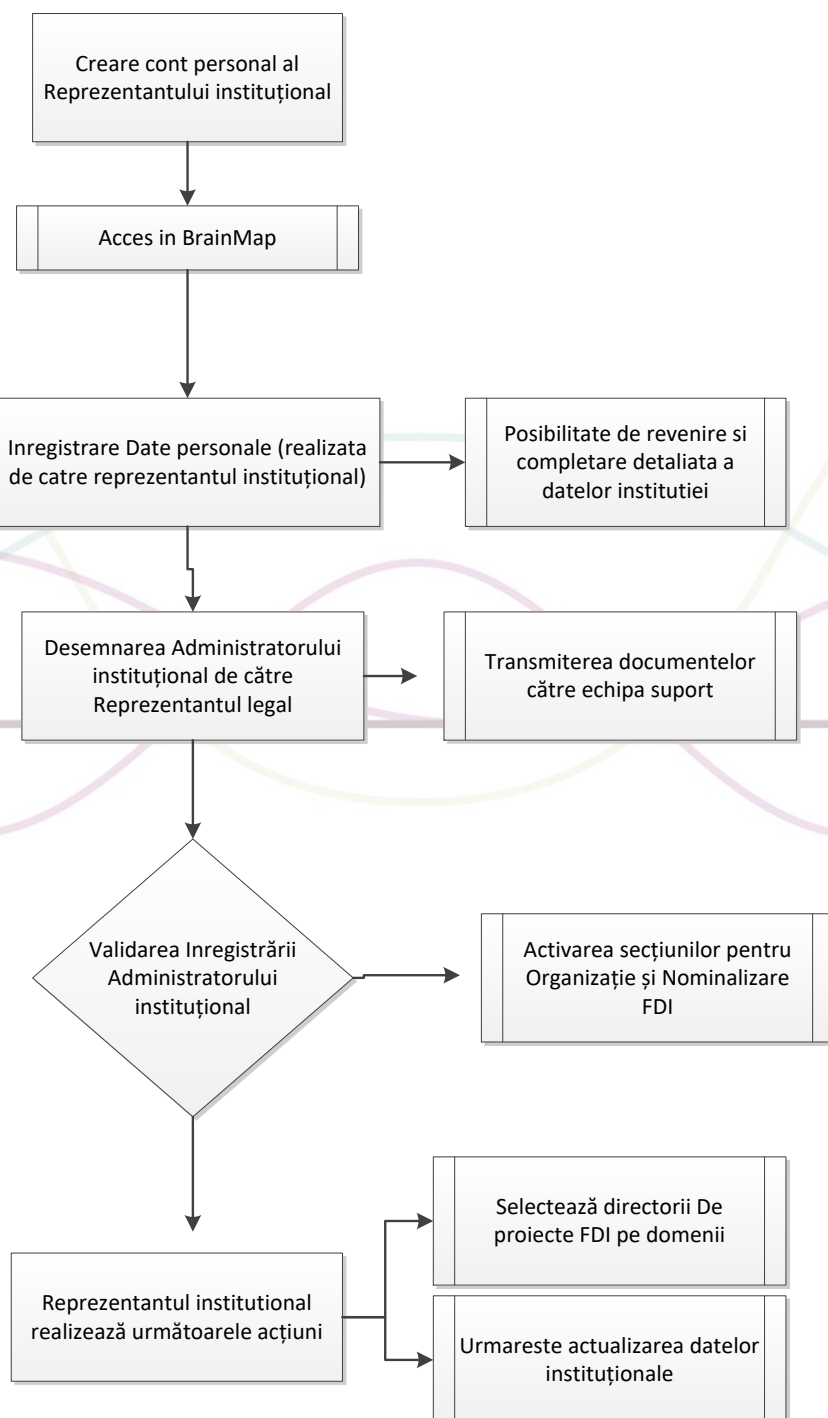 Creare cont personal al
Reprezentantului instituțional
Acces in BrainMap
Inregistrare Date personale (realizata
de catre reprezentantul instituțional)
Posibilitate de revenire si
completare detaliata a
datelor institutiei
Desemnarea Administratorului
instituțional de către
Reprezentantul legal
Transmiterea documentelor
către echipa suport
Validarea Inregistrării
Administratorului
instituțional
Activarea secțiunilor pentru
Organizație și Nominalizare
FDI
Reprezentantul institutional
realizează următoarele acțiuni
Selectează directorii De
proiecte FDI pe domenii
Urmareste actualizarea datelor
instituționale